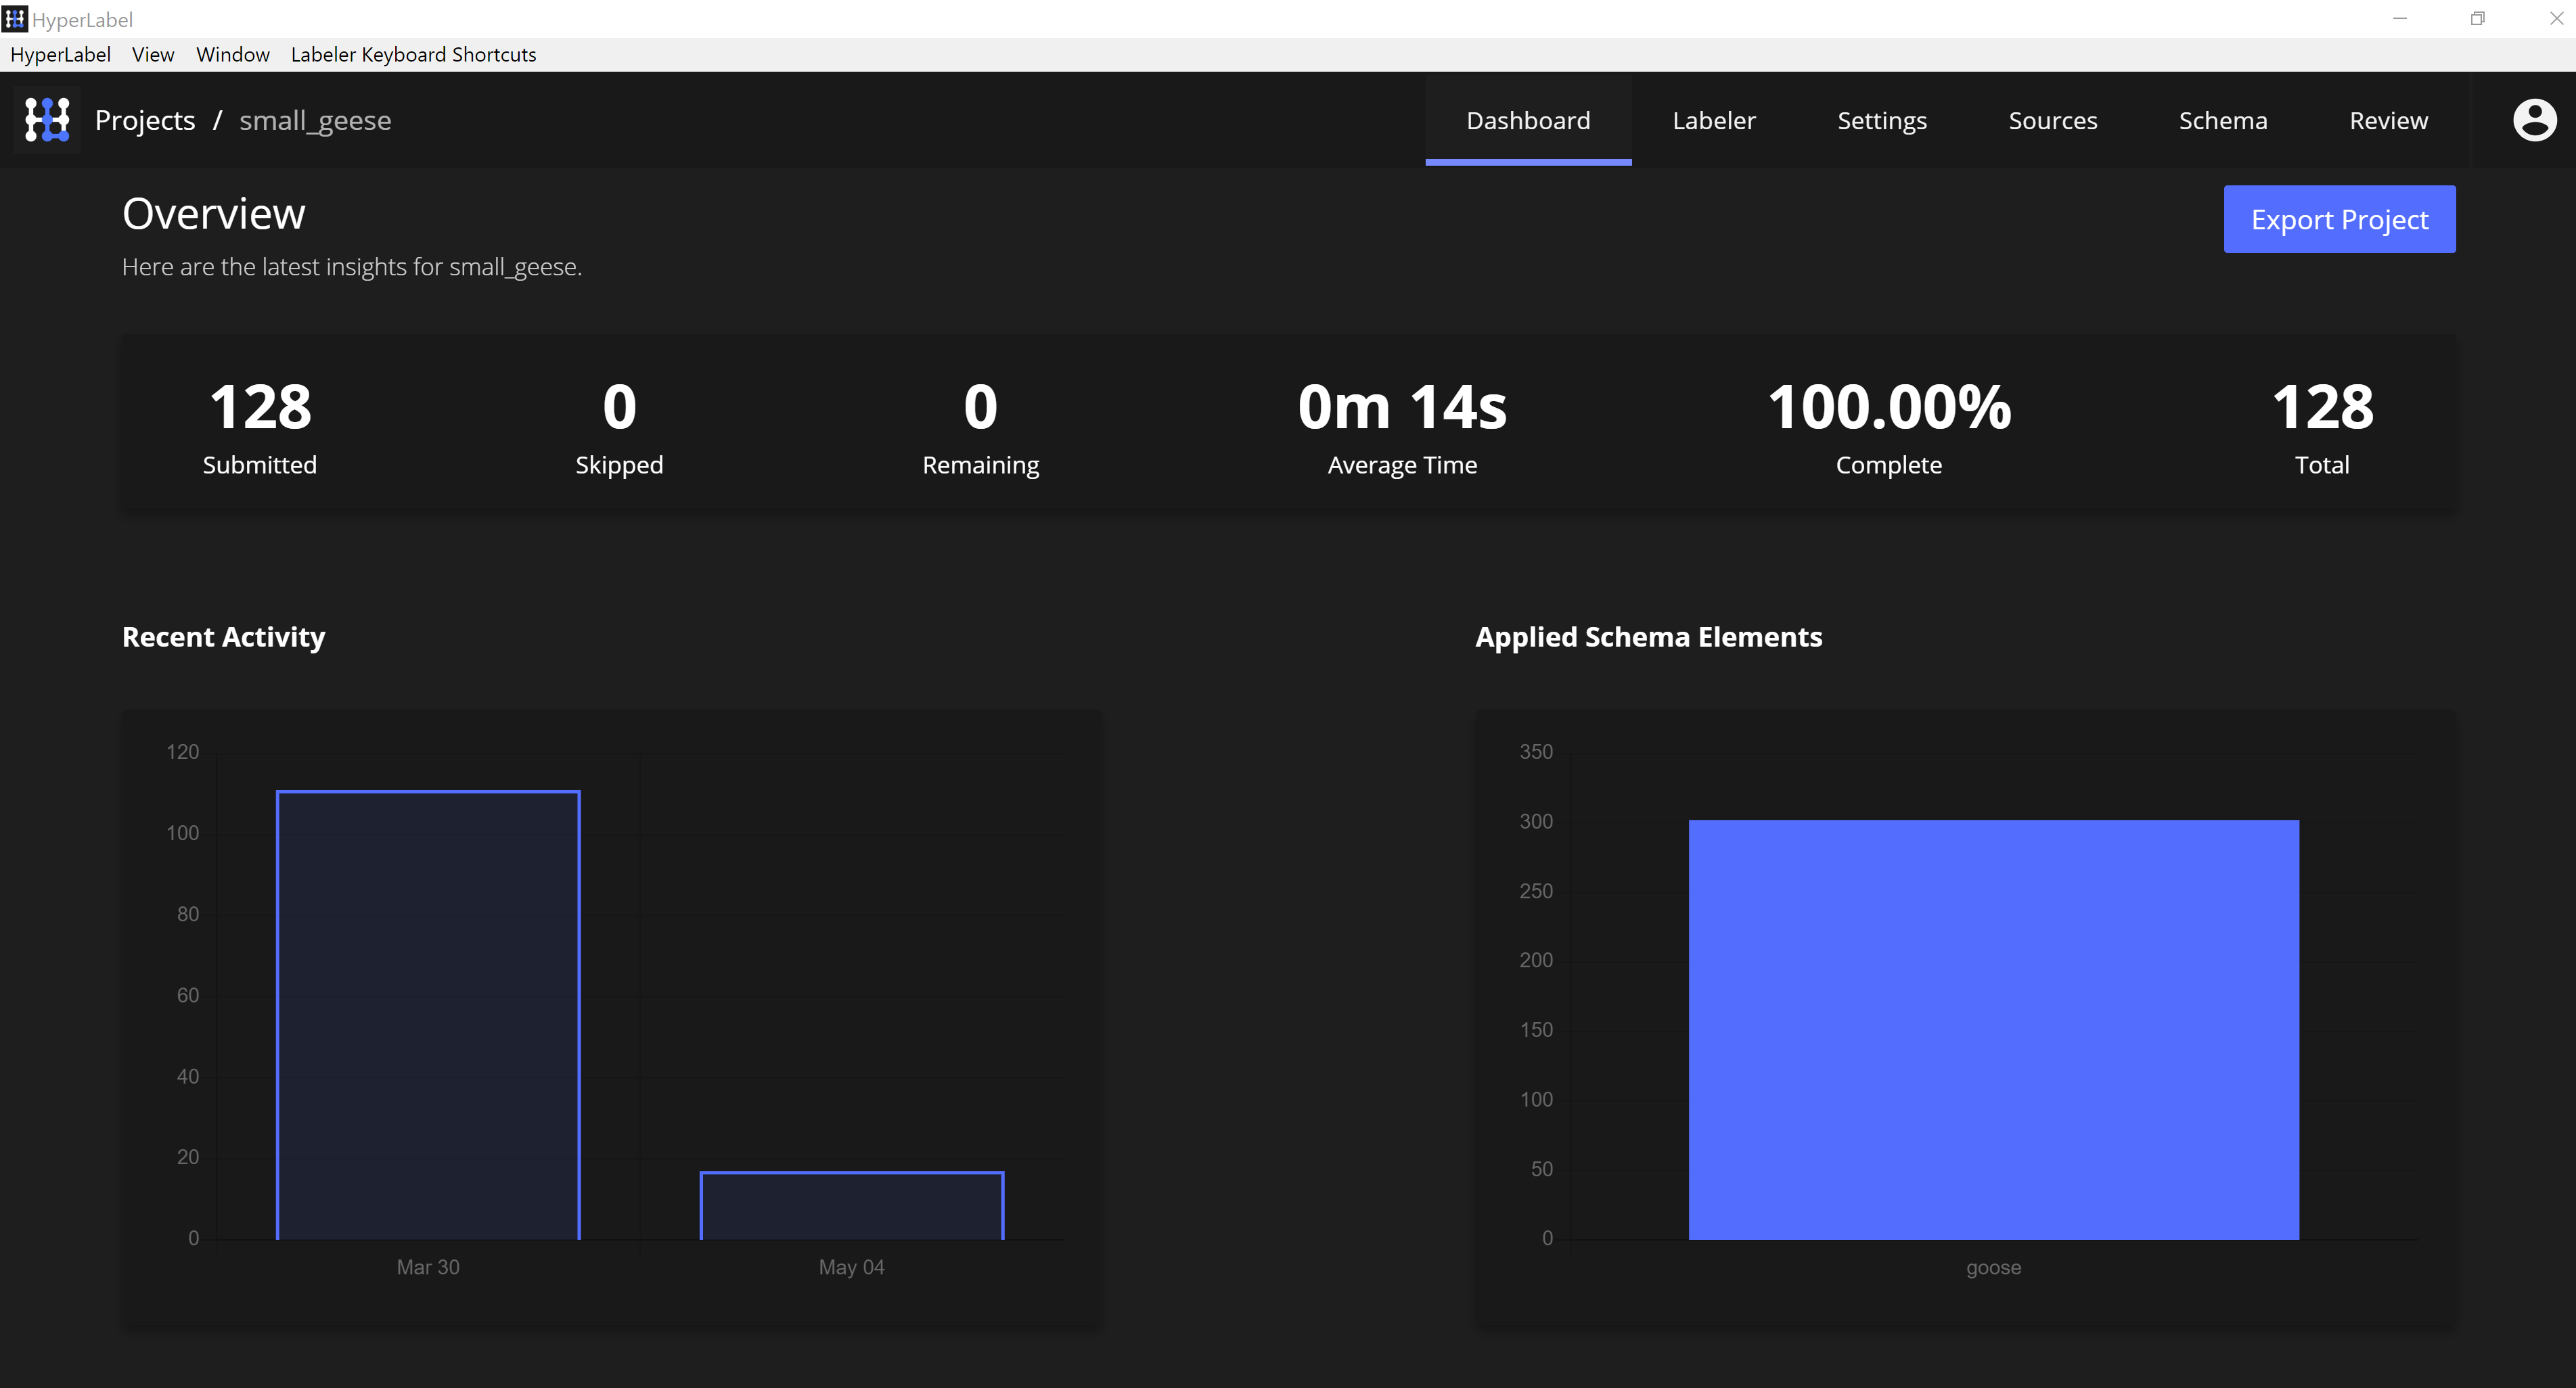 HyperLabel
HyperLabel View Window Labeler Keyboard Shortcuts
Projects / small_geese Dashboard Labeler Settings Sources Schema Review
Overview
Export Project
Here are the latest insights for small_geese.
128 0 0 0m 14s 100.00% 128
Submitted Skipped Remaining Average Time Complete Total
Recent Activity
120
100
80
60
40
20
0
Mar 30 May 04
Applied Schema Elements
350
300
250
200
150
100
50
0
goose